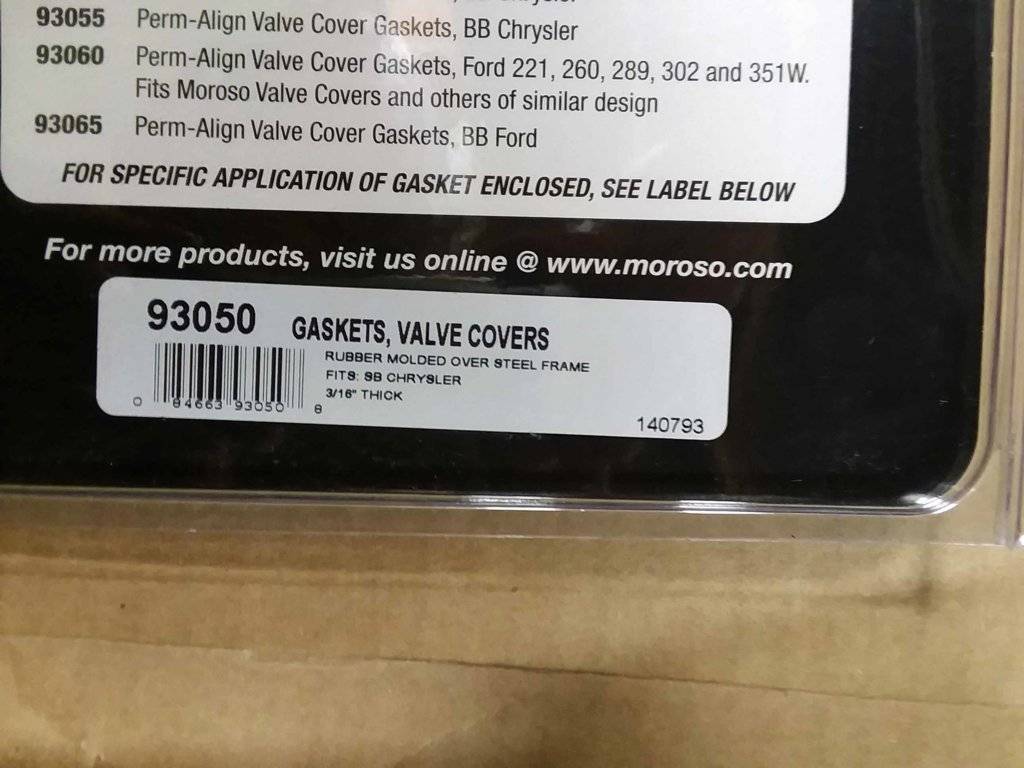 93055 Perm-Align Valve Cover Gaskets, BB Chrysler
93060 Perm-Align Valve Cover Gaskets, Ford 221, 260, 289, 302 and 351W.
Fits Moroso Valve Covers and others of similar design
93065 Perm-Align Valve Cover Gaskets, BB Ford
FOR SPECIFIC APPLICATION OF GASKET ENCLOSED, SEE LABEL BELOW
For more products, visit us online @ www.moroso.com
93050 GASKETS, VALVE COVERS
RUBBER MOLDED OVER STEEL FRAME
FITS: SB CHRYSLER
3/16" THICK
0 84663 93050 8
140793